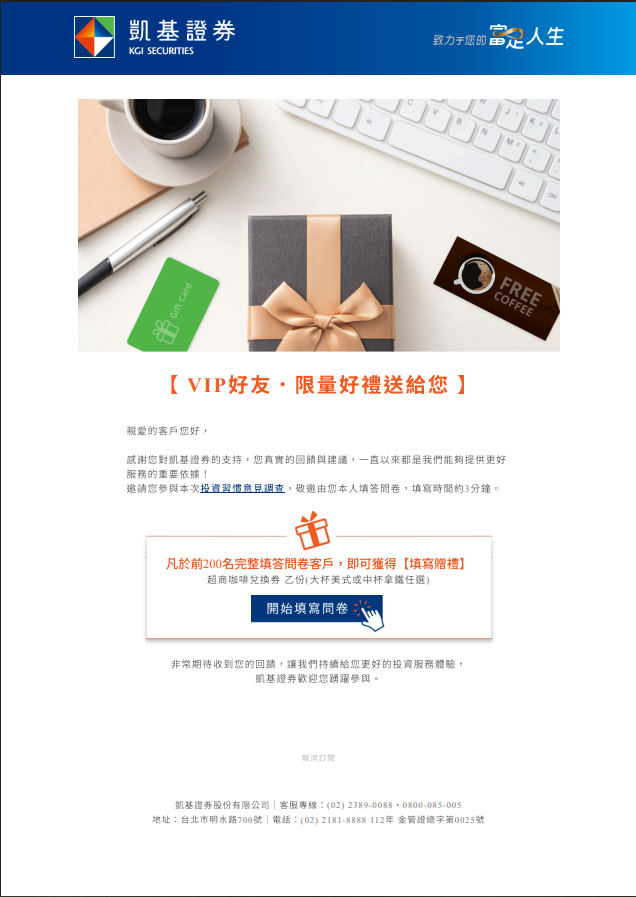 凱基證券
KGI SECURITIES
致力于您的富足人生
Gift Card
FREE
COFFEE
【 VIP好友・限量好禮送給您 】
親愛的客戶您好，
感謝您對凱基證券的支持，您真實的回饋與建議，一直以來都是我們能夠提供更好
服務的重要依據！
邀請您參與本次投資習慣意見調查，敬邀由您本人填答問卷，填寫時間約3分鐘。
凡於前200名完整填答問卷客戶，即可獲得【填寫贈禮】
超商咖啡兌換券 乙份(大杯美式或中杯拿鐵任選)
開始填寫問卷
非常期待收到您的回饋，讓我們持續給您更好的投資服務體驗，
凱基證券歡迎您踴躍參與。
取消訂閱
凱基證券股份有限公司｜客服專線：(02) 2389-0088・0800-085-005
地址：台北市明水路700號｜電話：(02) 2181-8888 112年 金管證總字第0025號